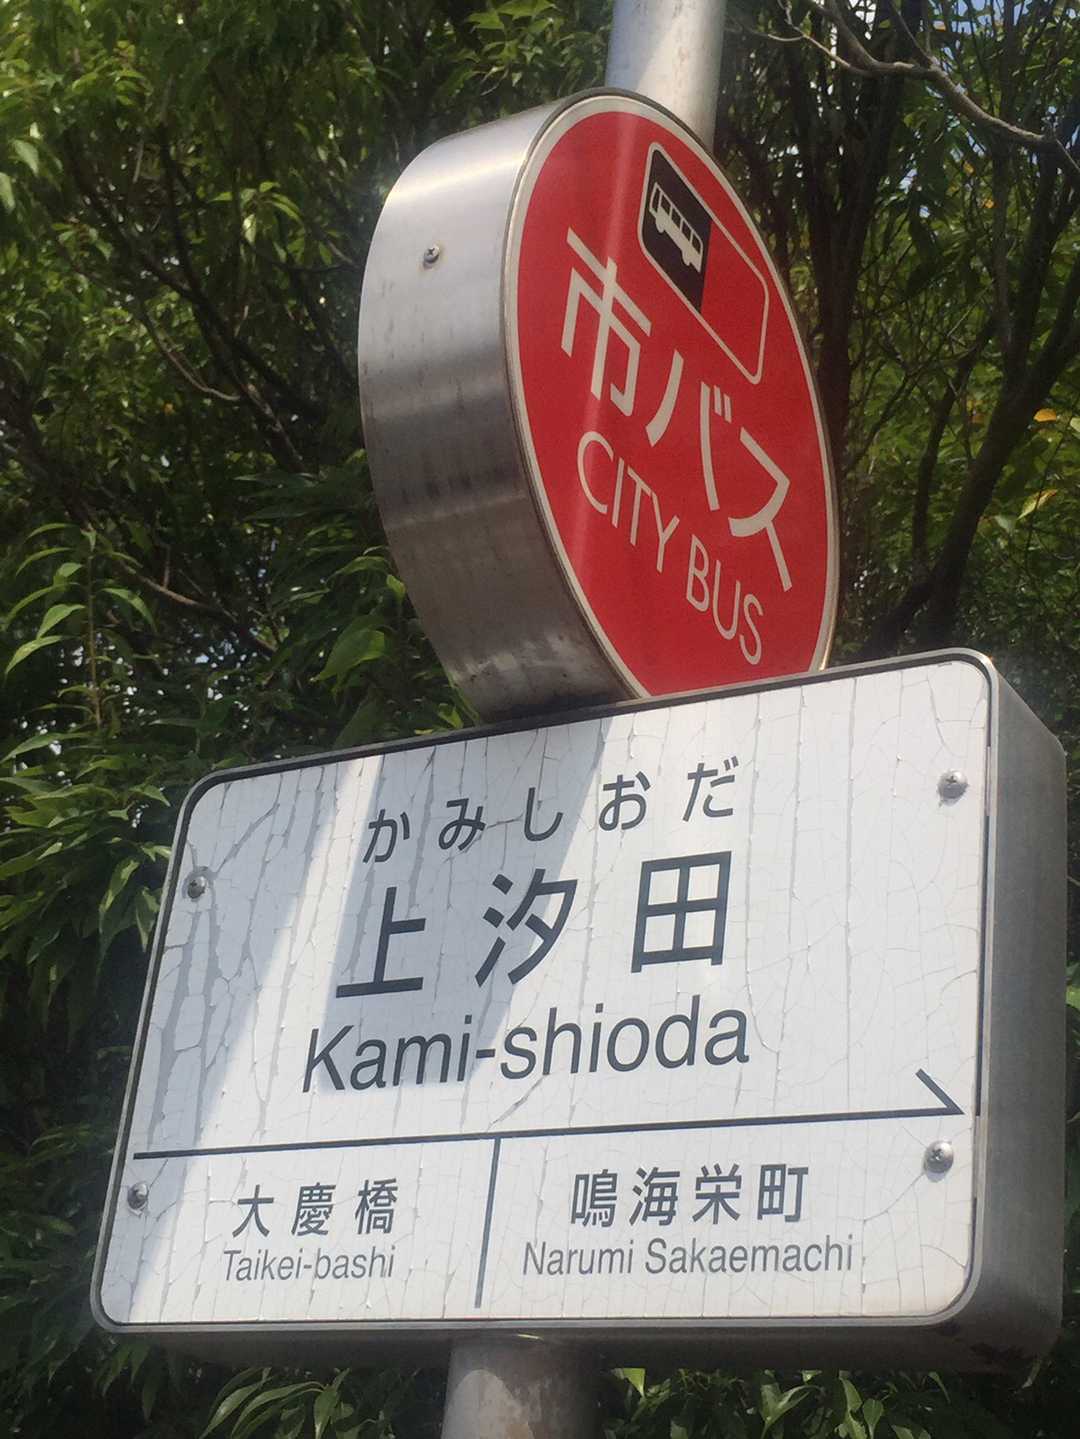 市バス
CITY BUS
かみしおだ
上汐田
Kami-shioda
大慶橋
Taikei-bashi
鳴海栄町
Narumi Sakaemachi